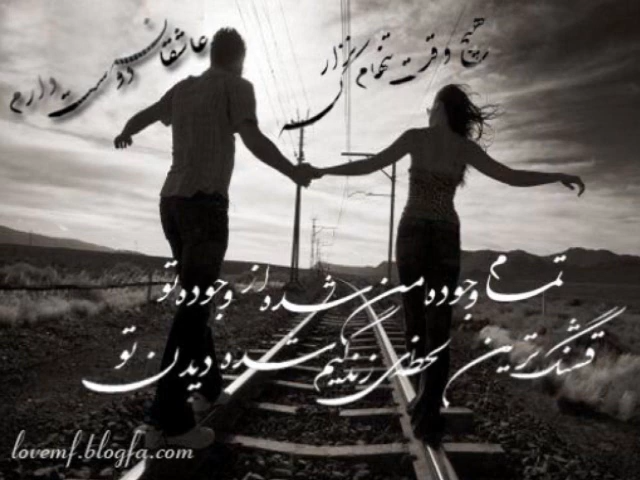 هیچ وقت تنهام نزار
عاشقانه دوست دارم
تمام وجوده من شده از وجوده تو
قشنگ ترین لحظه‌ی زندگیم شده دیدن تو
lovemf.blogfa.com